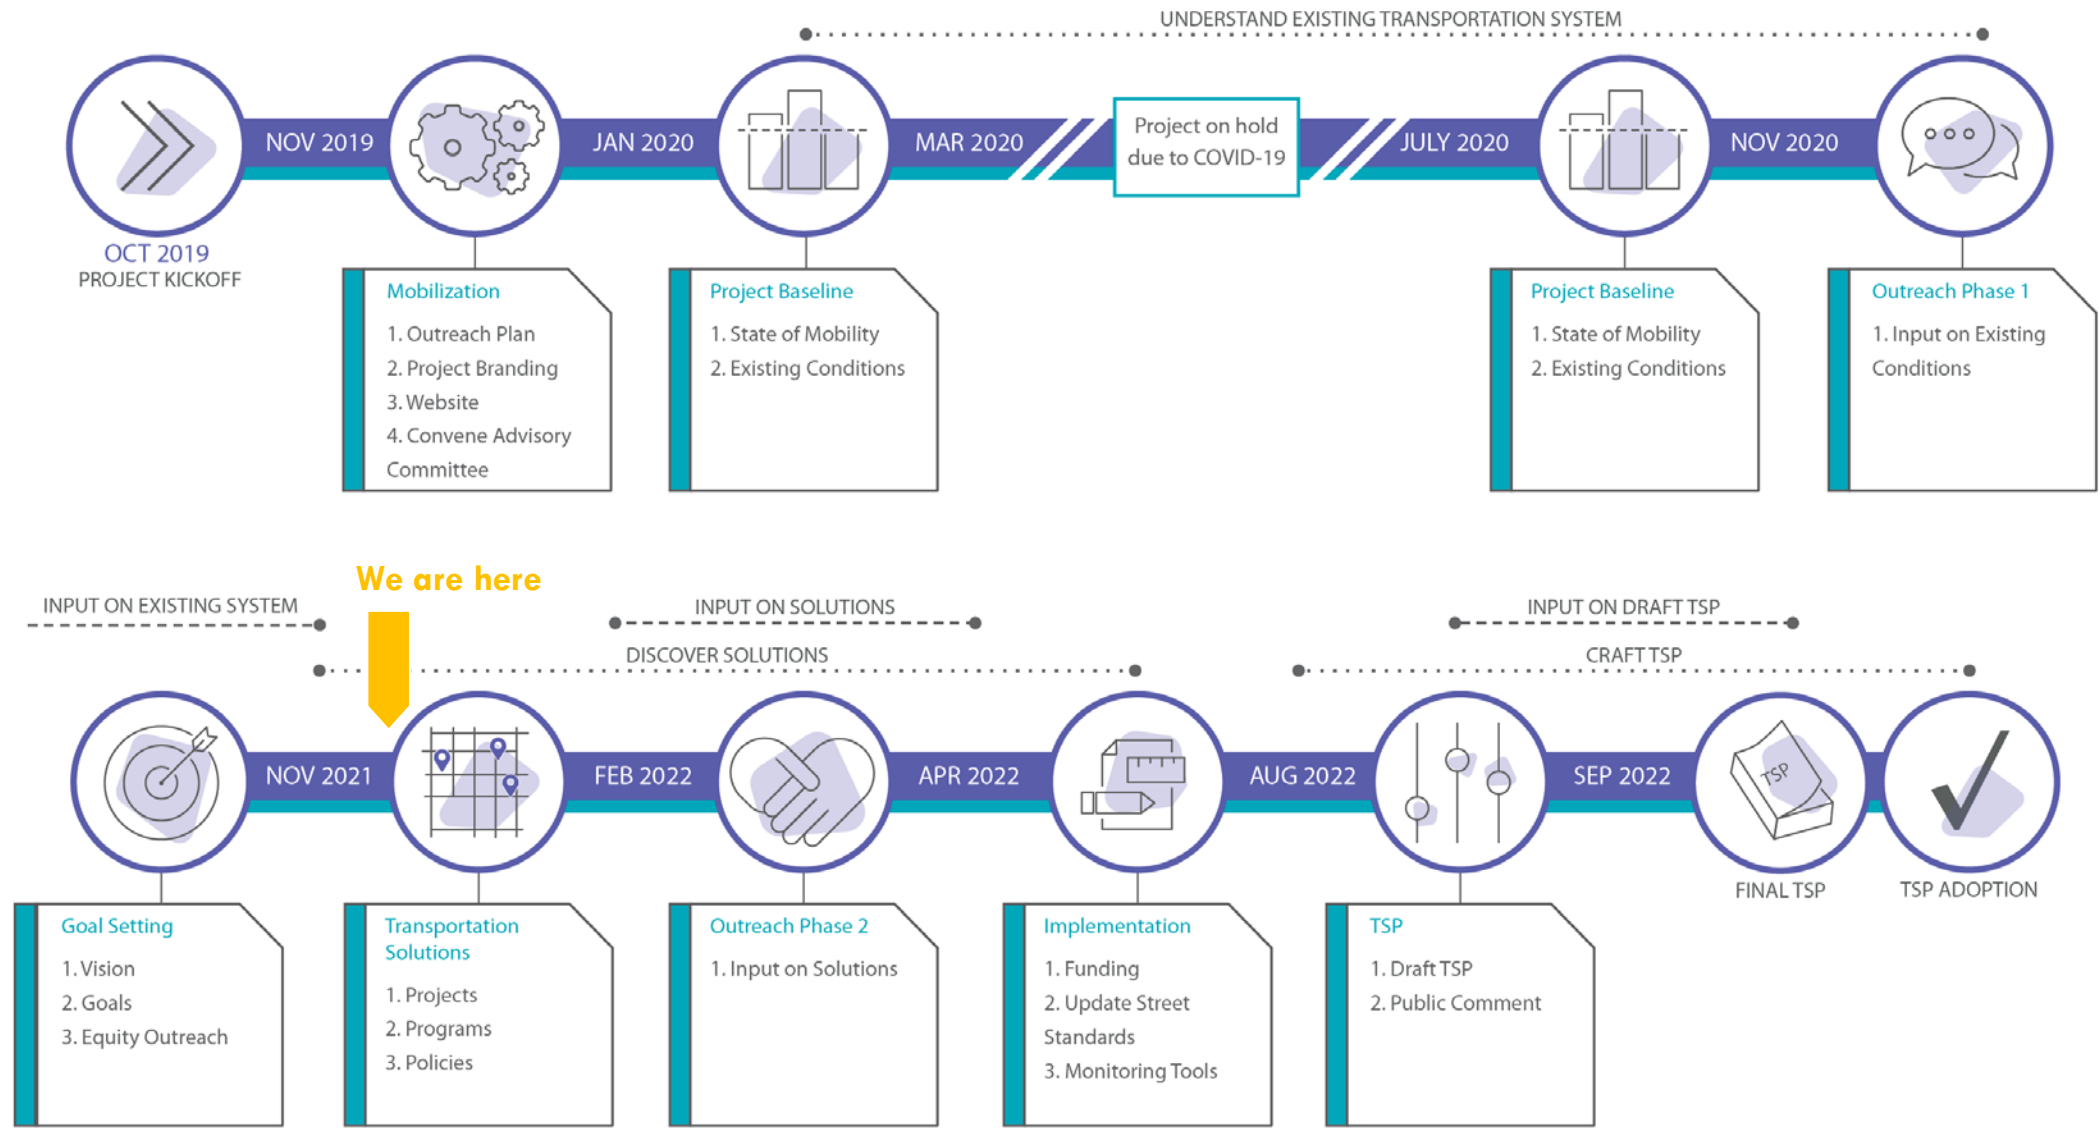 UNDERSTAND EXISTING TRANSPORTATION SYSTEM
NOV 2019
JAN 2020
MAR 2020
Project on hold
due to COVID-19
JULY 2020
NOV 2020
OCT 2019
PROJECT KICKOFF
Mobilization
1. Outreach Plan
2. Project Branding
3. Website
4. Convene Advisory
Committee
Project Baseline
1. State of Mobility
2. Existing Conditions
Project Baseline
1. State of Mobility
2. Existing Conditions
Outreach Phase 1
1. Input on Existing
Conditions
We are here
INPUT ON EXISTING SYSTEM
INPUT ON SOLUTIONS
INPUT ON DRAFT TSP
DISCOVER SOLUTIONS
CRAFT TSP
NOV 2021
FEB 2022
APR 2022
AUG 2022
SEP 2022
TSP
FINAL TSP
TSP ADOPTION
Goal Setting
1. Vision
2. Goals
3. Equity Outreach
Transportation
Solutions
1. Projects
2. Programs
3. Policies
Outreach Phase 2
1. Input on Solutions
Implementation
1. Funding
2. Update Street
Standards
3. Monitoring Tools
TSP
1. Draft TSP
2. Public Comment